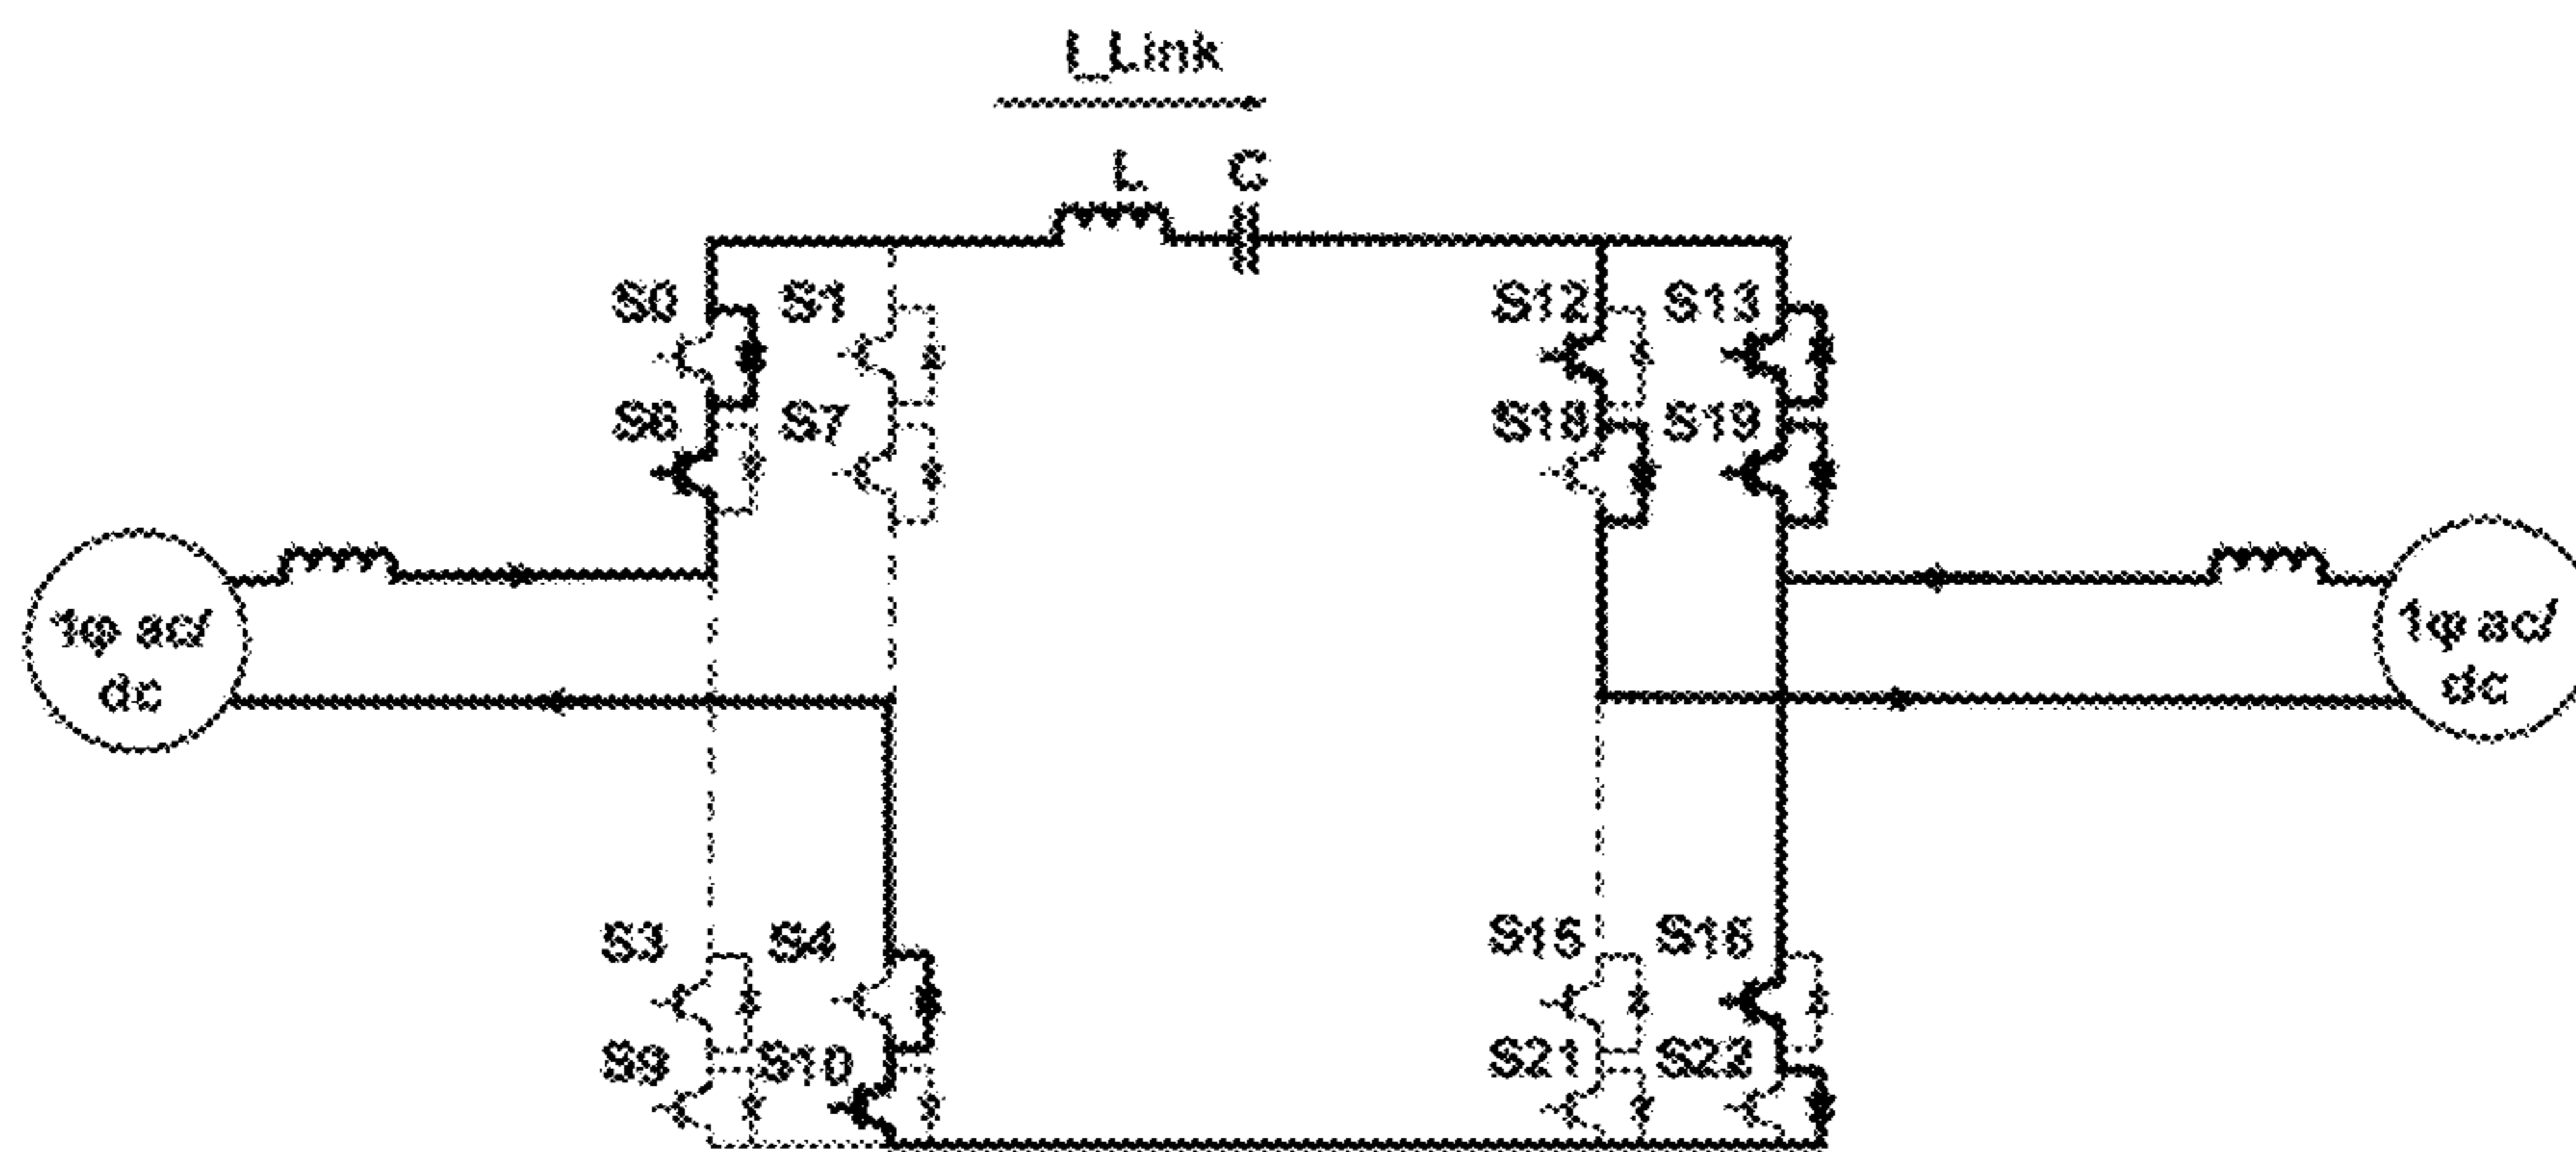 I_Link
L C
S0 S1 S12 S13
S6 S7 S18 S19
1φ ac/
dc
1φ ac/
dc
S3 S4 S15 S16
S9 S10 S21 S22